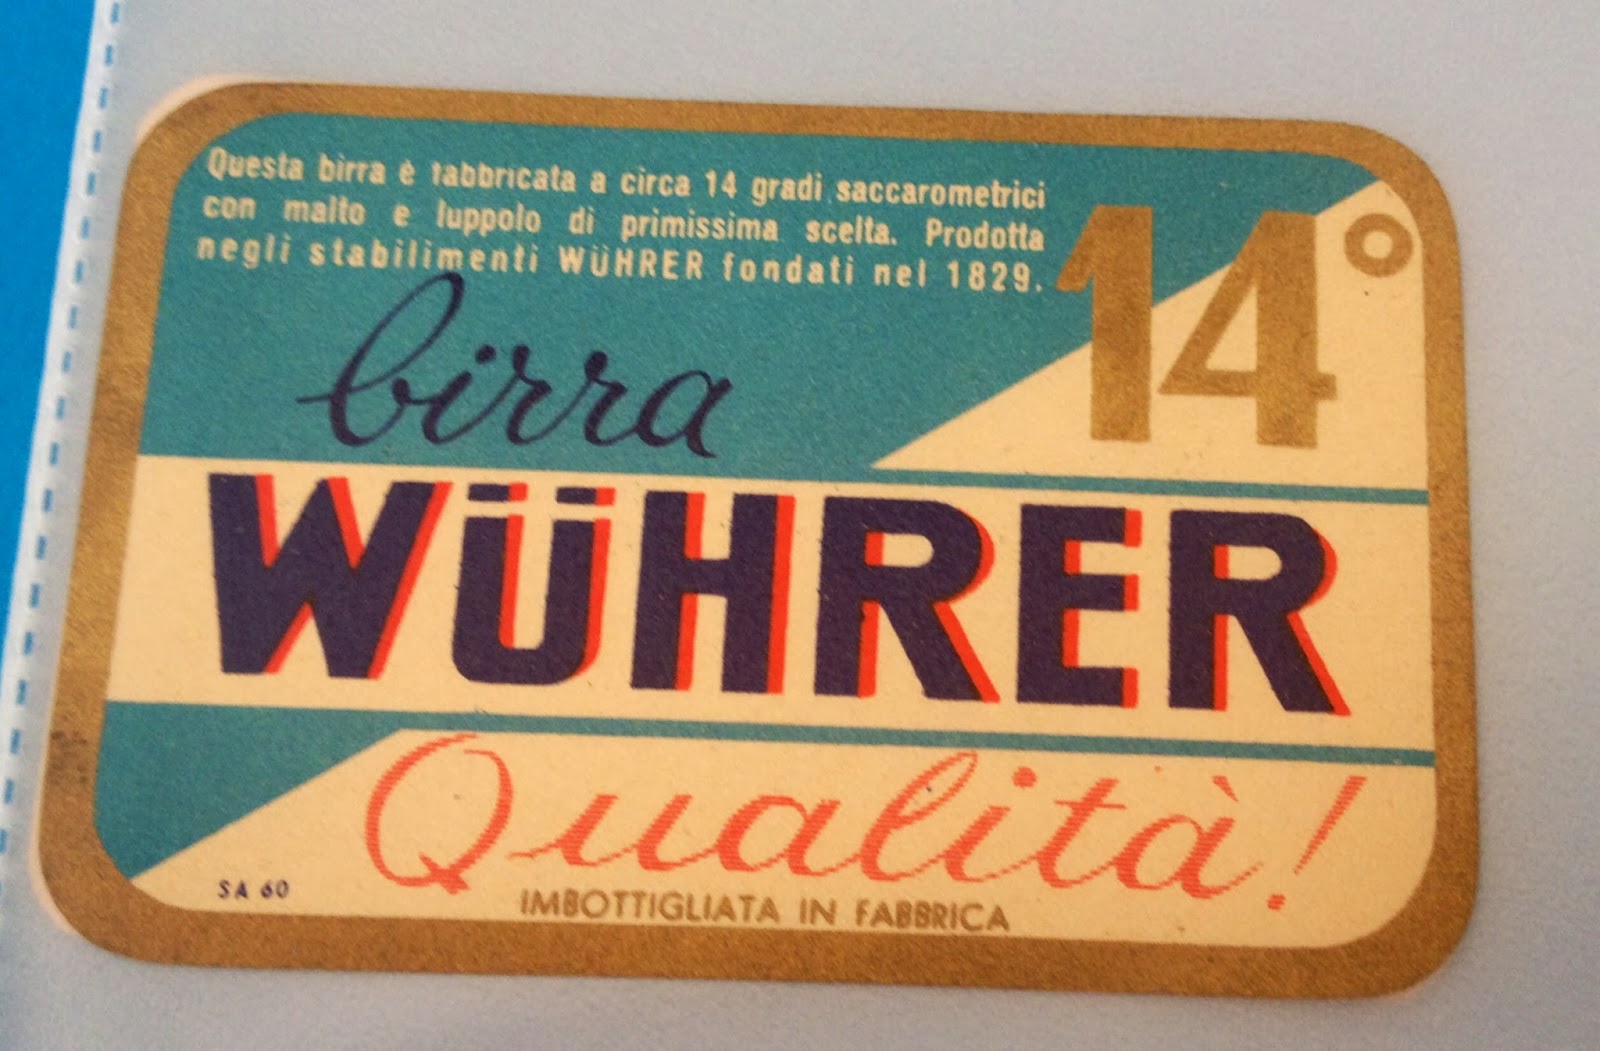 Questa birra è fabbricata a circa 14 gradi saccarometrici
con malto e luppolo di primissima scelta. Prodotta
negli stabilimenti WÜHRER fondati nel 1829.
14°
birra
WÜHRER
Qualità!
SA 60
IMBOTTIGLIATA IN FABBRICA